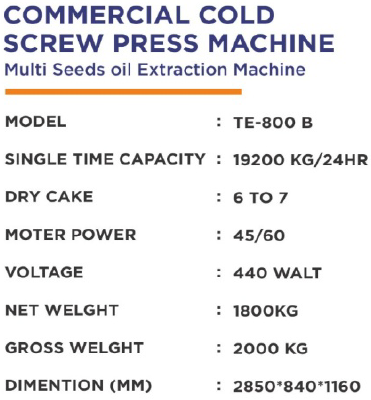 COMMERCIAL COLD
SCREW PRESS MACHINE
Multi Seeds oil Extraction Machine
MODEL : TE-800 B
SINGLE TIME CAPACITY : 19200 KG/24HR
DRY CAKE : 6 TO 7
MOTER POWER : 45/60
VOLTAGE : 440 WALT
NET WELGHT : 1800KG
GROSS WELGHT : 2000 KG
DIMENTION (MM) : 2850*840*1160